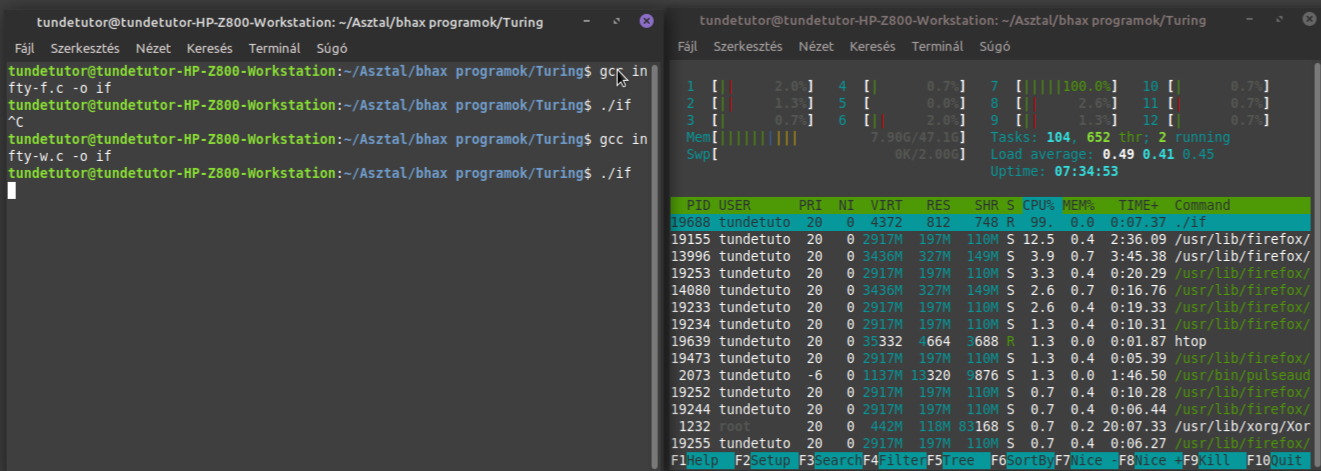 tundetutor@tundetutor-HP-Z800-Workstation: ~/Asztal/bhax programok/Turing
Fájl Szerkesztés Nézet Keresés Terminál Súgó
tundetutor@tundetutor-HP-Z800-Workstation:~/Asztal/bhax programok/Turing$ gcc in
fty-f.c -o if
tundetutor@tundetutor-HP-Z800-Workstation:~/Asztal/bhax programok/Turing$ ./if
^C
tundetutor@tundetutor-HP-Z800-Workstation:~/Asztal/bhax programok/Turing$ gcc in
fty-w.c -o if
tundetutor@tundetutor-HP-Z800-Workstation:~/Asztal/bhax programok/Turing$ ./if
tundetutor@tundetutor-HP-Z800-Workstation: ~/Asztal/bhax programok/Turing
Fájl Szerkesztés Nézet Keresés Terminál Súgó
1 [|| 2.0%] 4 [| 0.7%] 7 [|||||100.0%] 10 [| 0.7%]
2 [|| 1.3%] 5 [ 0.0%] 8 [|| 2.6%] 11 [| 0.7%]
3 [| 0.7%] 6 [|| 2.0%] 9 [|| 1.3%] 12 [| 0.7%]
Mem[|||||||||| 7.90G/47.1G] Tasks: 104, 652 thr; 2 running
Swp[ 0K/2.00G] Load average: 0.49 0.41 0.45
Uptime: 07:34:53
PID USER PRI NI VIRT RES SHR S CPU% MEM% TIME+ Command
19688 tundetuto 20 0 4372 812 748 R 99. 0.0 0:07.37 ./if
19155 tundetuto 20 0 2917M 197M 110M S 12.5 0.4 2:36.09 /usr/lib/firefox/
13996 tundetuto 20 0 3436M 327M 149M S 3.9 0.7 3:45.38 /usr/lib/firefox/
19253 tundetuto 20 0 2917M 197M 110M S 3.3 0.4 0:20.29 /usr/lib/firefox/
14080 tundetuto 20 0 3436M 327M 149M S 2.6 0.7 0:16.76 /usr/lib/firefox/
19233 tundetuto 20 0 2917M 197M 110M S 2.6 0.4 0:19.33 /usr/lib/firefox/
19234 tundetuto 20 0 2917M 197M 110M S 1.3 0.4 0:10.31 /usr/lib/firefox/
19639 tundetuto 20 0 35332 4664 3688 R 1.3 0.0 0:01.87 htop
19473 tundetuto 20 0 2917M 197M 110M S 1.3 0.4 0:05.39 /usr/lib/firefox/
2073 tundetuto -6 0 1137M 13320 9876 S 1.3 0.0 1:46.50 /usr/bin/pulseaud
19252 tundetuto 20 0 2917M 197M 110M S 0.7 0.4 0:10.28 /usr/lib/firefox/
19244 tundetuto 20 0 2917M 197M 110M S 0.7 0.4 0:06.44 /usr/lib/firefox/
1232 root 20 0 442M 118M 83168 S 0.7 0.2 20:07.33 /usr/lib/xorg/Xor
19255 tundetuto 20 0 2917M 197M 110M S 0.7 0.4 0:06.27 /usr/lib/firefox/
F1Help F2Setup F3SearchF4FilterF5Tree F6SortByF7Nice -F8Nice +F9Kill F10Quit